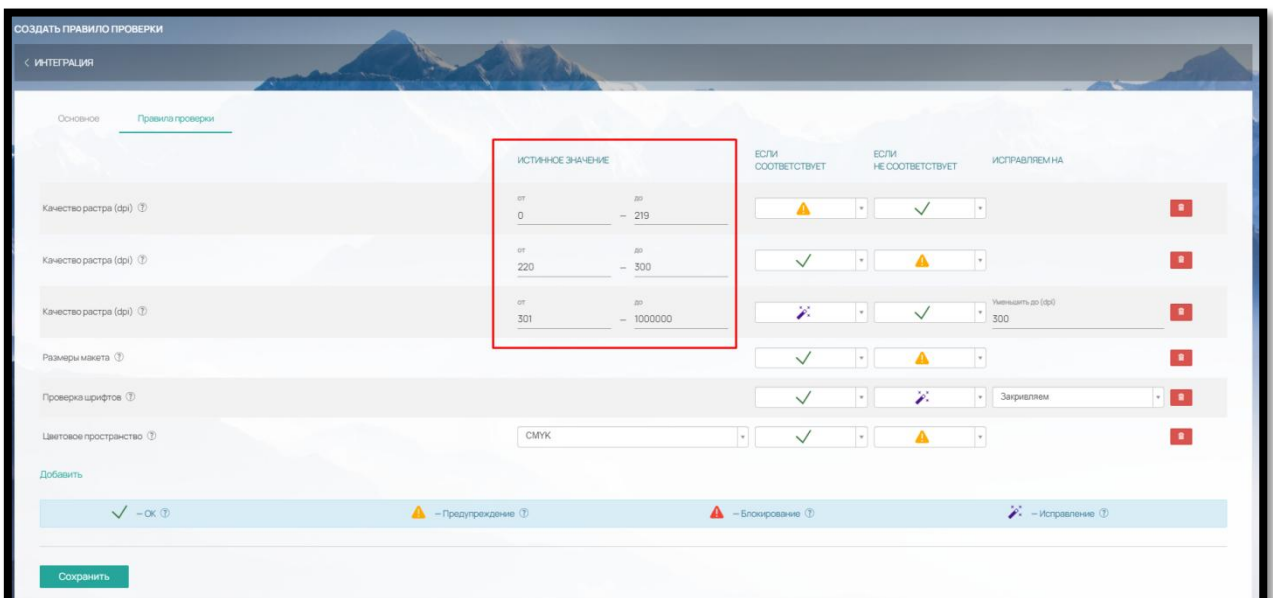 СОЗДАТЬ ПРАВИЛО ПРОВЕРКИ
< ИНТЕГРАЦИЯ
Основное Правила проверки
ИСТИННОЕ ЗНАЧЕНИЕ ЕСЛИ СООТВЕТСТВУЕТ ЕСЛИ НЕ СООТВЕТСТВУЕТ ИСПРАВЛЯЕМ НА
от до
Качество растра (dpi) ? 0 – 219
от до
Качество растра (dpi) ? 220 – 300
от до Уменьшить до (dpi)
Качество растра (dpi) ? 301 – 1000000 300
Размеры макета ?
Проверка шрифтов ? Закривляем
Цветовое пространство ? CMYK
Добавить
– ОК ? – Предупреждение ? – Блокирование ? – Исправление ?
Сохранить